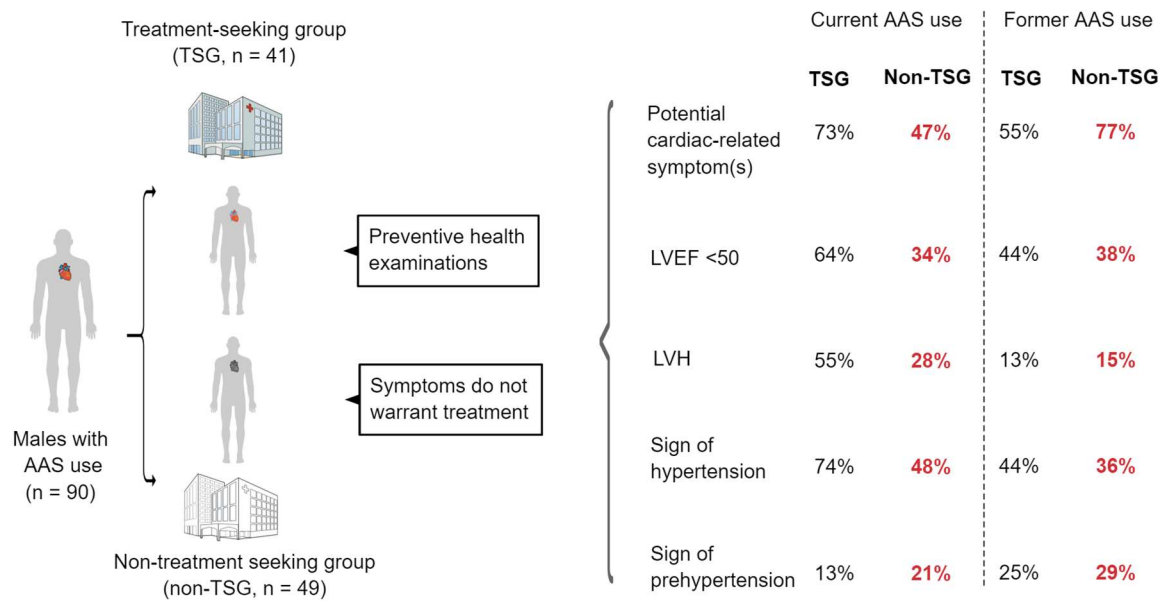 Treatment-seeking group
(TSG, n = 41)
Preventive health
examinations
Males with
AAS use
(n = 90)
Symptoms do not
warrant treatment
Non-treatment seeking group
(non-TSG, n = 49)
Current AAS use Former AAS use
TSG Non-TSG TSG Non-TSG
Potential
cardiac-related
symptom(s)
73% 47% 55% 77%
LVEF <50 64% 34% 44% 38%
LVH 55% 28% 13% 15%
Sign of
hypertension
74% 48% 44% 36%
Sign of
prehypertension
13% 21% 25% 29%